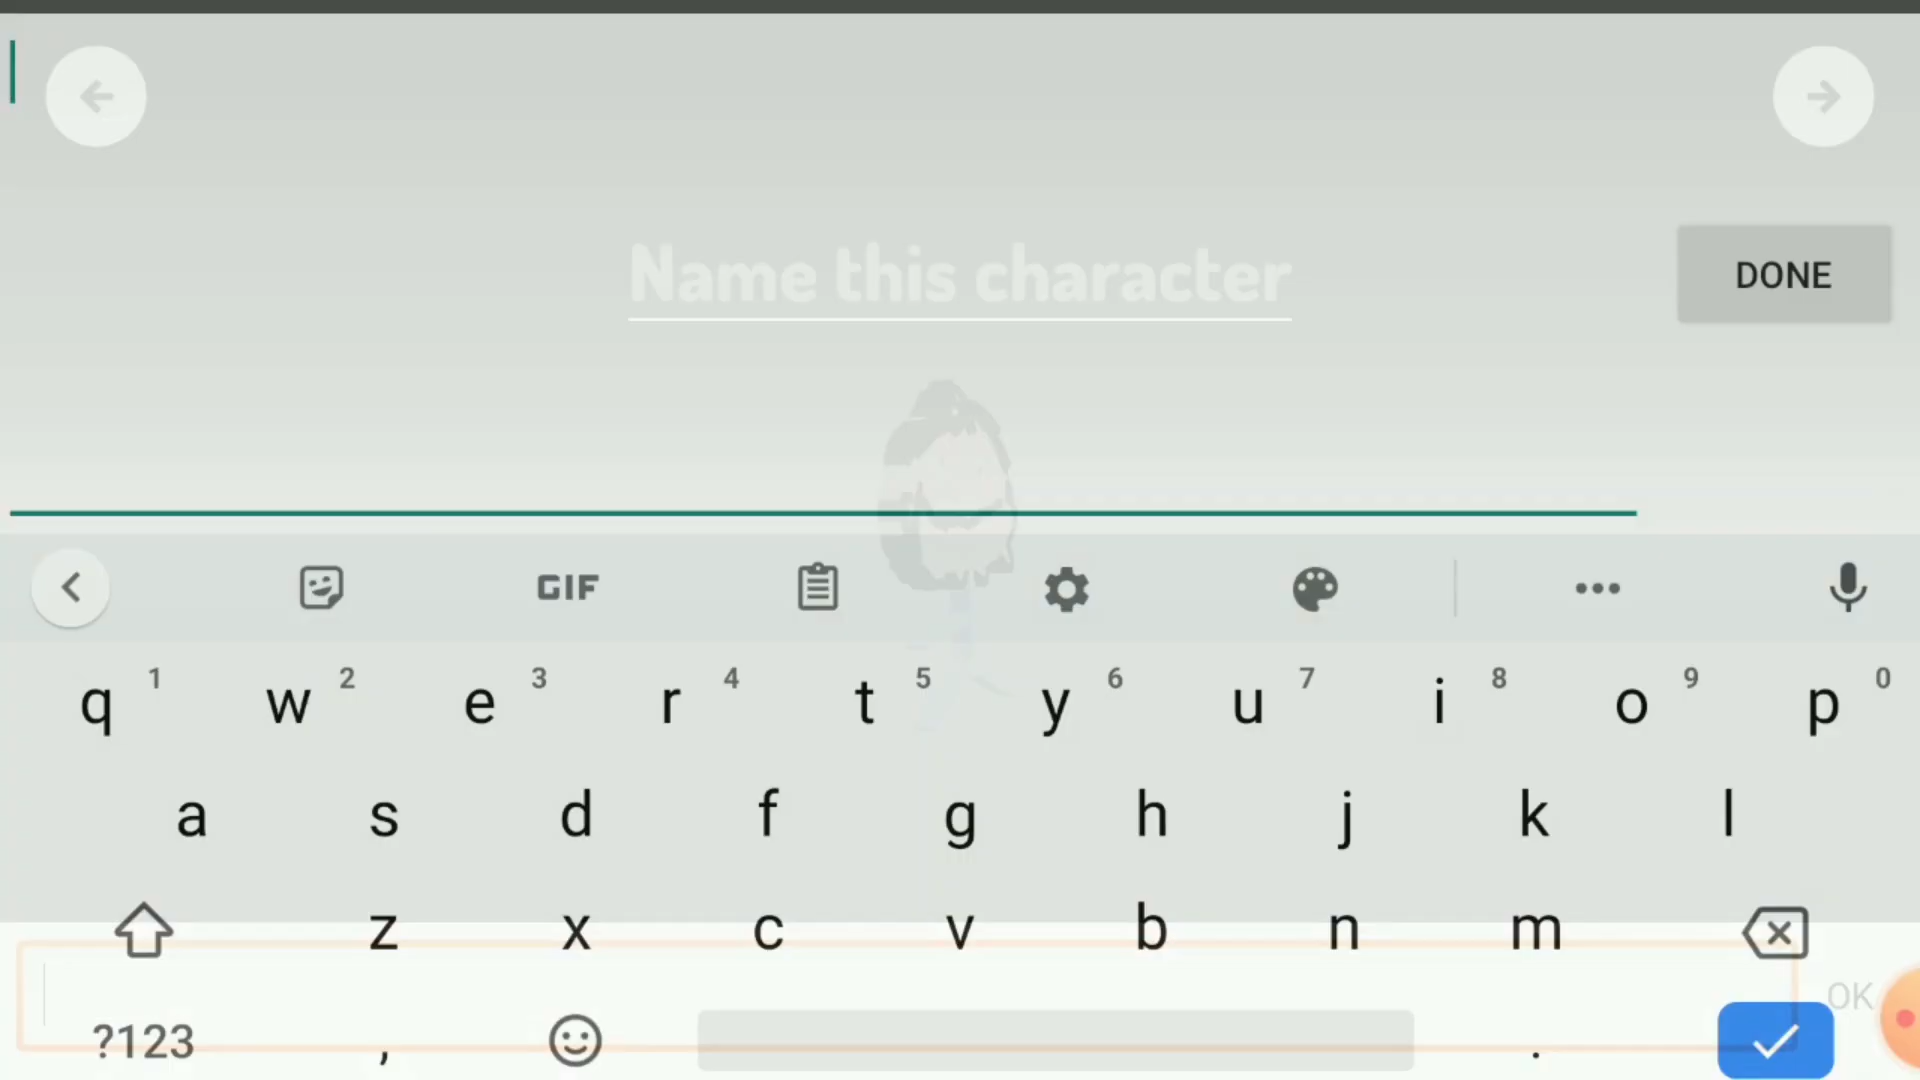 Name this character
DONE
GIF
q 1 w 2 e 3 r 4 t 5 y 6 u 7 i 8 o 9 p 0
a s d f g h j k l
z x c v b n m
OK
?123 , .